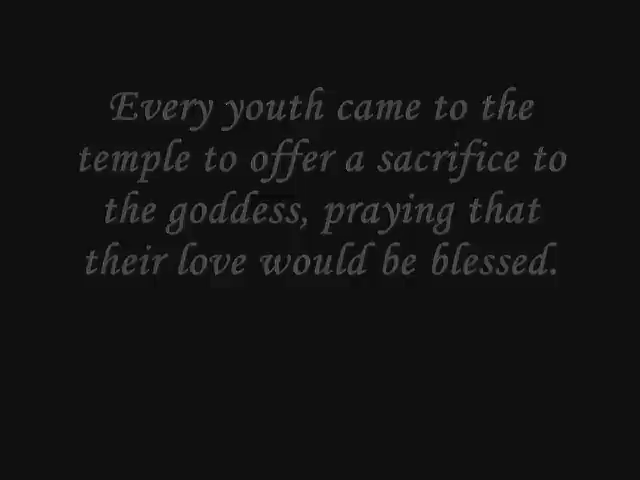 Every youth came to the
temple to offer a sacrifice to
the goddess, praying that
their love would be blessed.